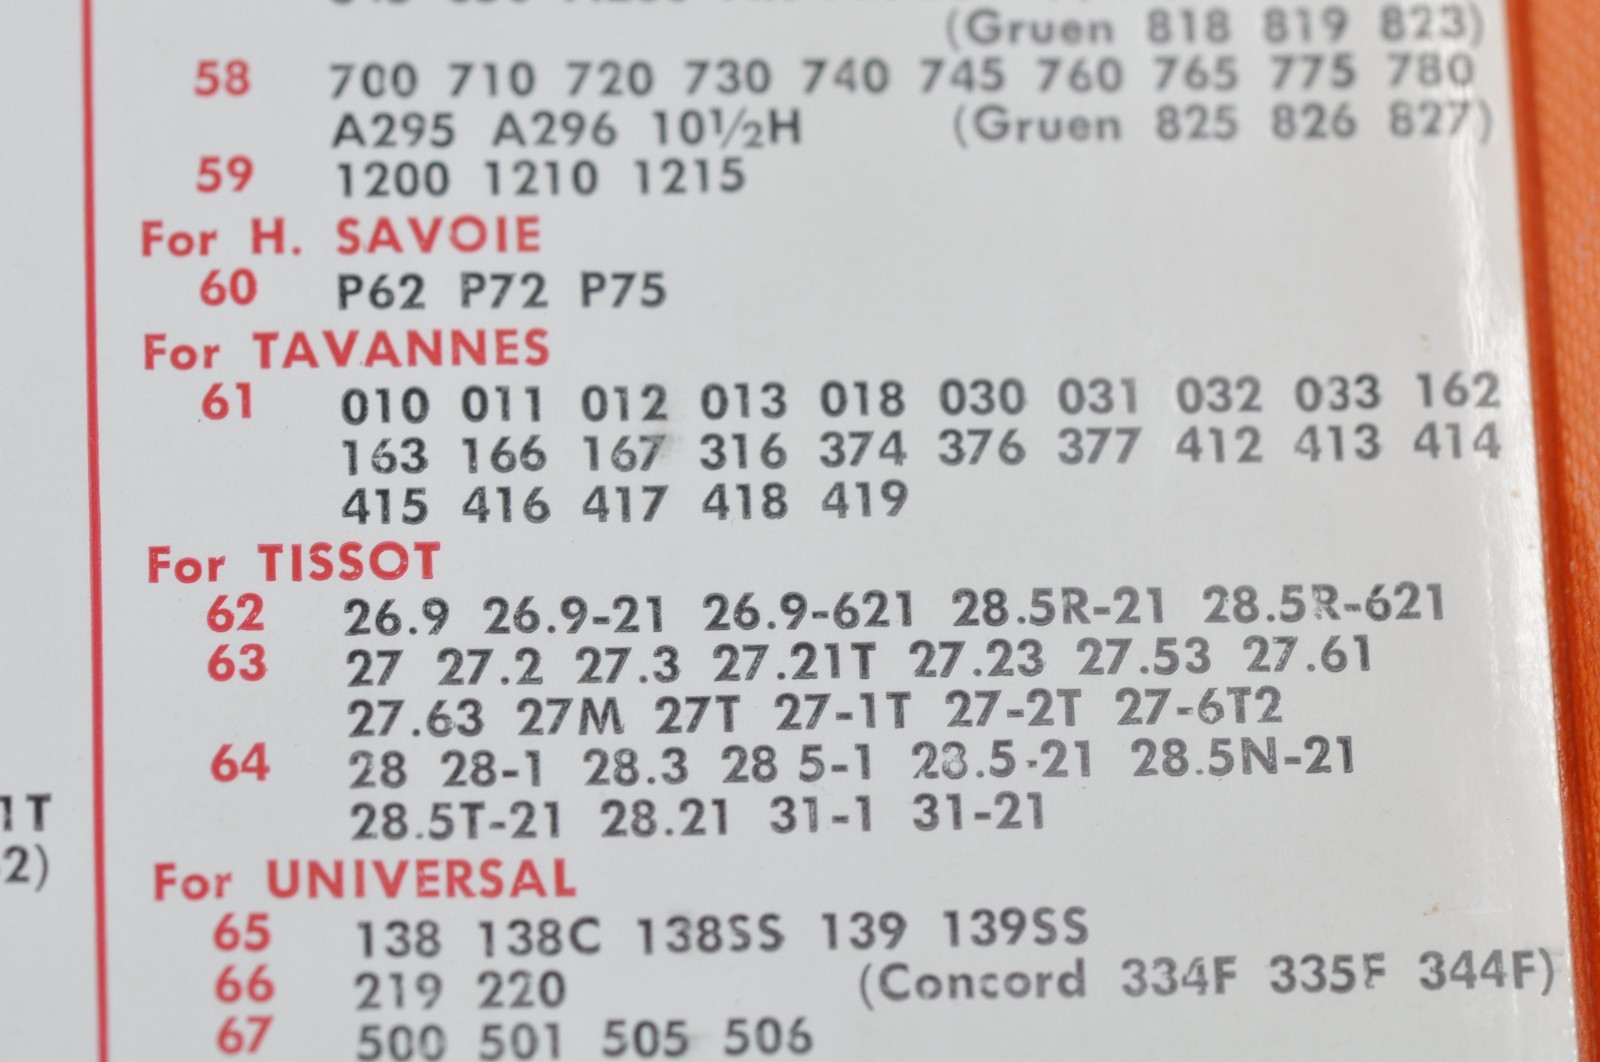 (Gruen 818 819 823)
58 700 710 720 730 740 745 760 765 775 780
A295 A296 10½H (Gruen 825 826 827)
59 1200 1210 1215
For H. SAVOIE
60 P62 P72 P75
For TAVANNES
61 010 011 012 013 018 030 031 032 033 162
163 166 167 316 374 376 377 412 413 414
415 416 417 418 419
For TISSOT
62 26.9 26.9-21 26.9-621 28.5R-21 28.5R-621
63 27 27.2 27.3 27.21T 27.23 27.53 27.61
27.63 27M 27T 27-1T 27-2T 27-6T2
64 28 28-1 28.3 28 5-1 28.5-21 28.5N-21
28.5T-21 28.21 31-1 31-21
1T
2)
For UNIVERSAL
65 138 138C 138SS 139 139SS
66 219 220 (Concord 334F 335F 344F)
67 500 501 505 506